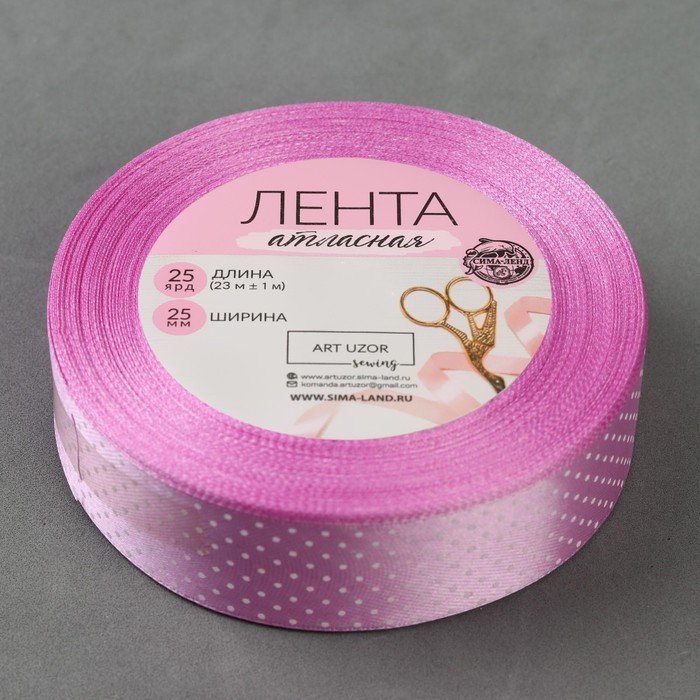 ЛЕНТА
атласная
СИМА-ЛЕНД
25 ярд ДЛИНА
(23 м ± 1 м)
25 мм ШИРИНА
ART UZOR
sewing
www.artuzor.sima-land.ru
komanda.artuzor@gmail.com
WWW.SIMA-LAND.RU